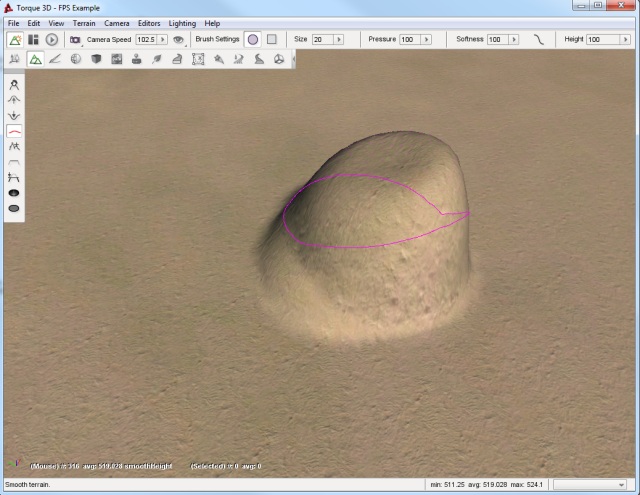 Torque 3D - FPS Example
File Edit View Terrain Camera Editors Lighting Help
Camera Speed 102.5 Brush Settings Size 20 Pressure 100 Softness 100 Height 100
(Mouse) #: 316 avg: 519.028 smoothHeight (Selected) #: 0 avg: 0
Smooth terrain. min: 511.25 avg: 519.028 max: 524.1